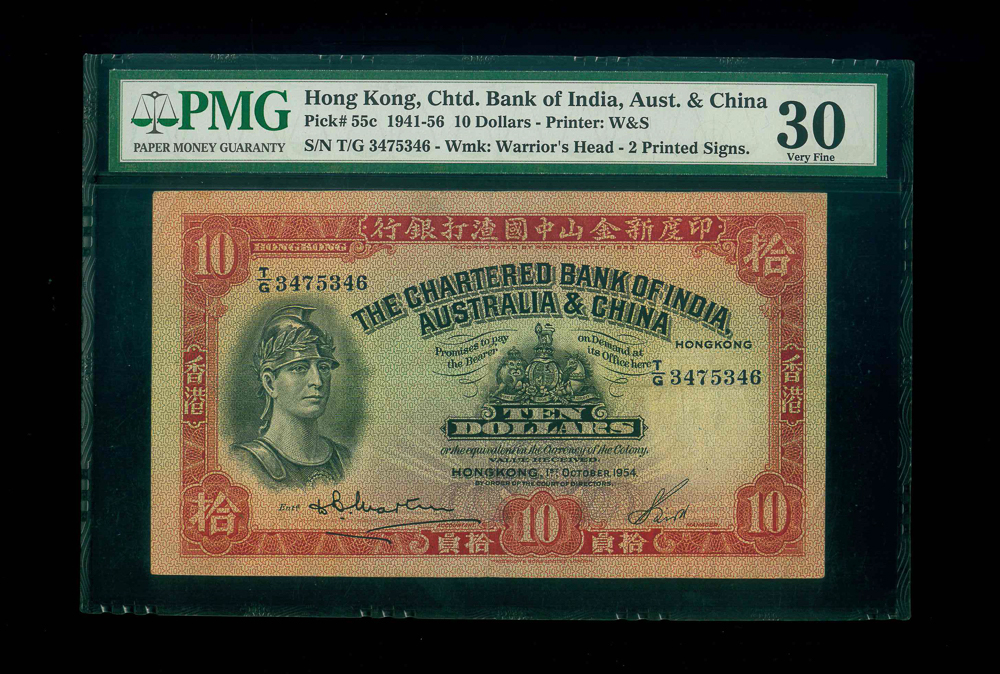 PMG
PAPER MONEY GUARANTY
Hong Kong, Chtd. Bank of India, Aust. & China
Pick# 55c 1941-56 10 Dollars - Printer: W&S
S/N T/G 3475346 - Wmk: Warrior's Head - 2 Printed Signs.
30
Very Fine
10
HONGKONG
行銀打渣國中山金新度印
拾
T/G 3475346
THE CHARTERED BANK OF INDIA,
AUSTRALIA & CHINA
HONGKONG
Promises to pay
the Bearer
on Demand at
its Office here
T/G 3475346
香港
香港
TEN
DOLLARS
or the equivalent in the Currency of the Colony.
VALUE RECEIVED.
HONGKONG, 1ST OCTOBER 1954
BY ORDER OF THE COURT OF DIRECTORS.
拾
Entd
ACCOUNTANT
MANAGER
員拾
10
員拾
10